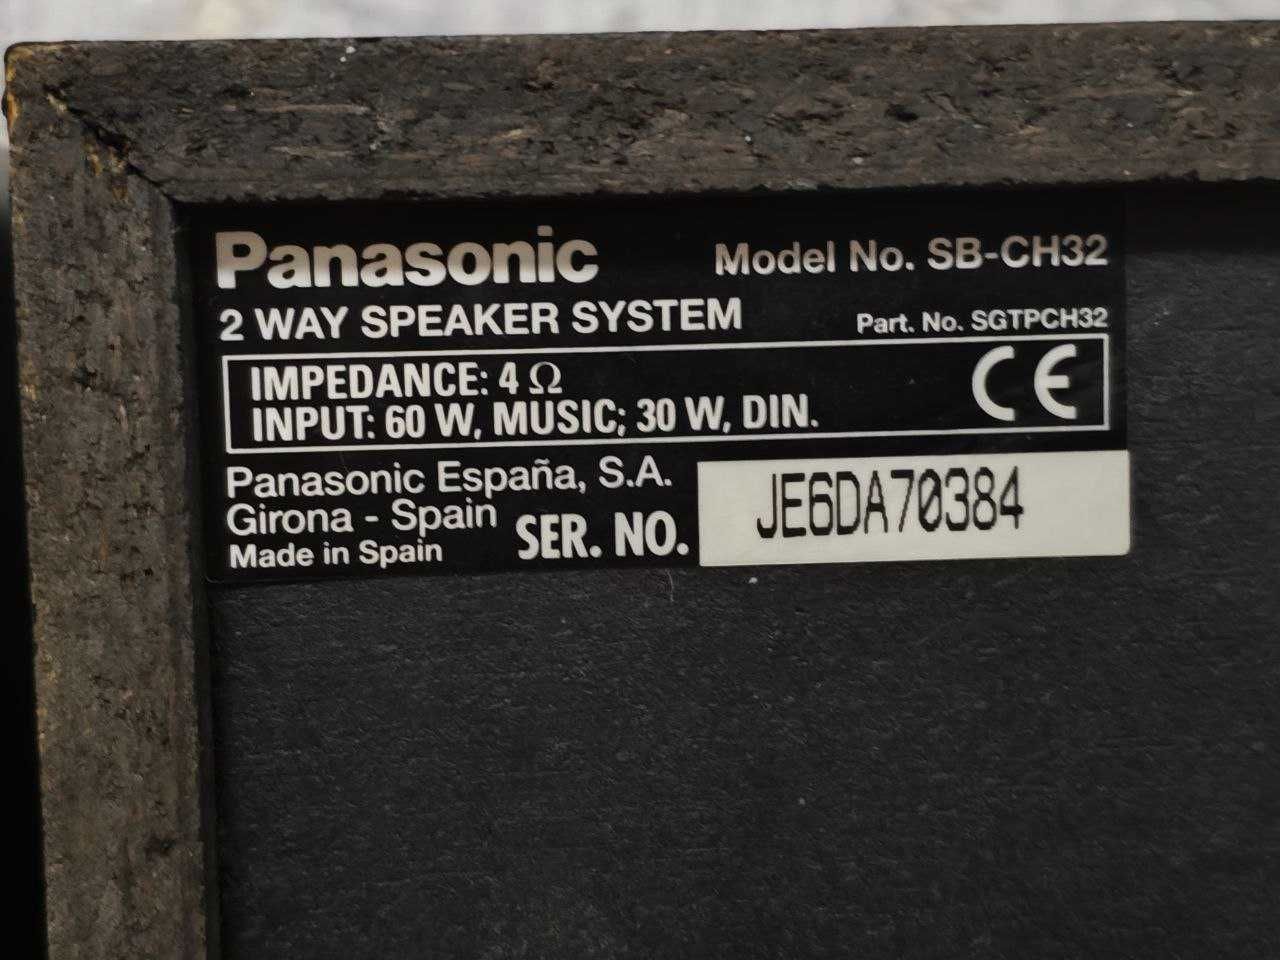 Panasonic
Model No. SB-CH32
2 WAY SPEAKER SYSTEM
Part. No. SGTPCH32
IMPEDANCE: 4 Ω
INPUT: 60 W, MUSIC; 30 W, DIN.
CE
Panasonic España, S.A.
Girona - Spain
Made in Spain
SER. NO. JE6DA70384